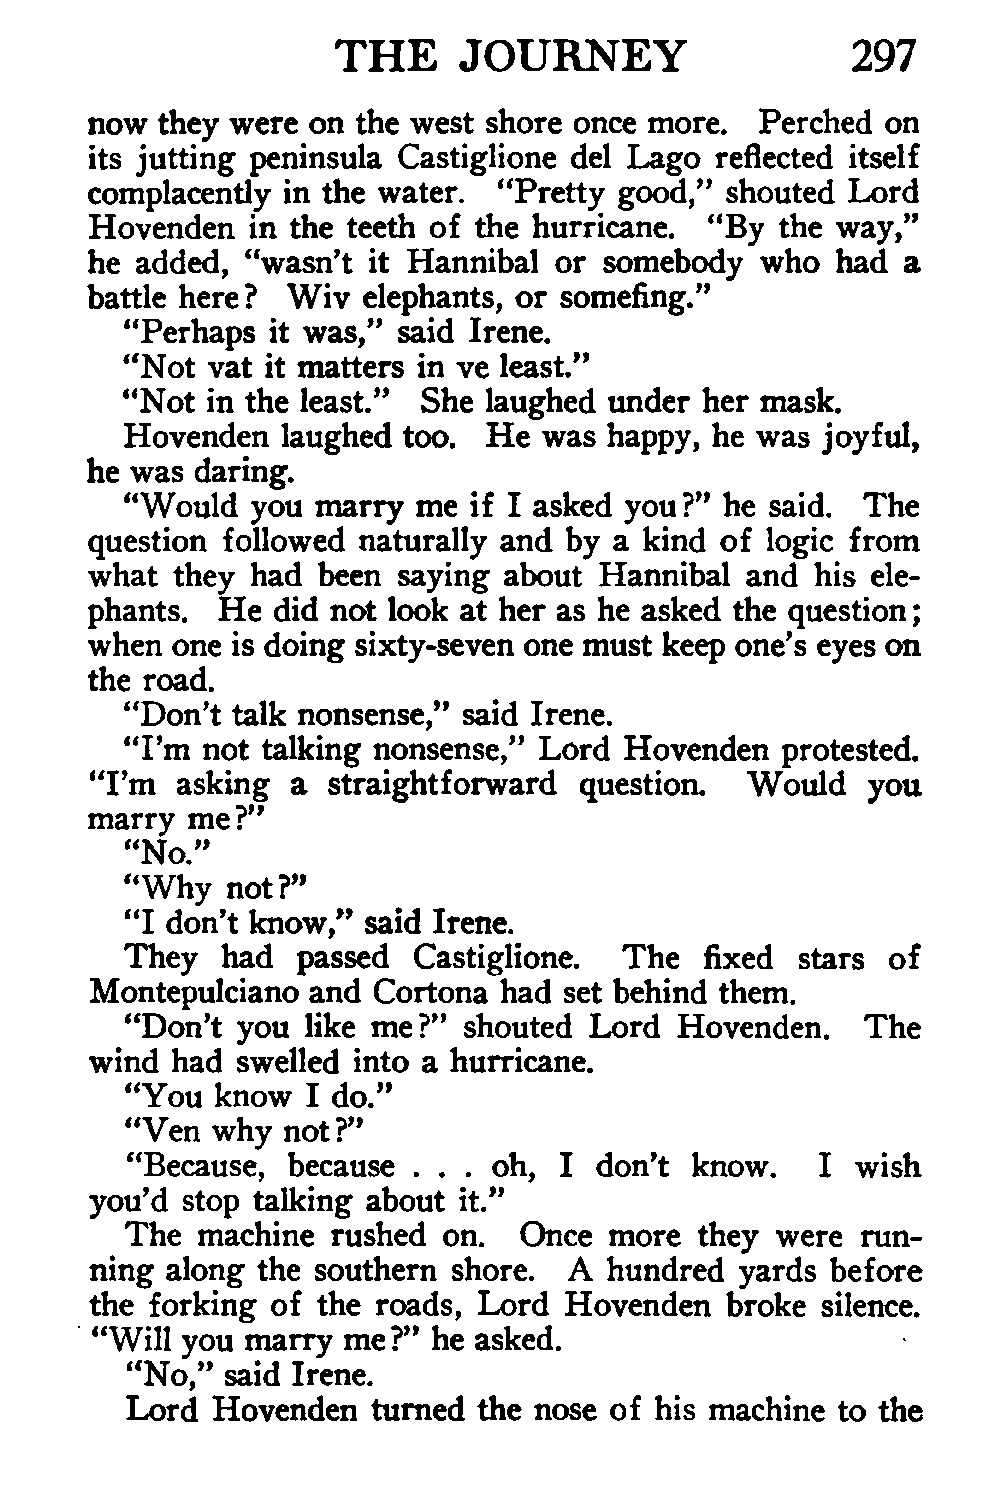 THE JOURNEY 297
now they were on the west shore once more. Perched on
its jutting peninsula Castiglione del Lago reflected itself
complacently in the water. “Pretty good,” shouted Lord
Hovenden in the teeth of the hurricane. “By the way,”
he added, “wasn’t it Hannibal or somebody who had a
battle here? Wiv elephants, or somefing.”
“Perhaps it was,” said Irene.
“Not vat it matters in ve least.”
“Not in the least.” She laughed under her mask.
Hovenden laughed too. He was happy, he was joyful,
he was daring.
“Would you marry me if I asked you?” he said. The
question followed naturally and by a kind of logic from
what they had been saying about Hannibal and his ele-
phants. He did not look at her as he asked the question;
when one is doing sixty-seven one must keep one’s eyes on
the road.
“Don’t talk nonsense,” said Irene.
“I’m not talking nonsense,” Lord Hovenden protested.
“I’m asking a straightforward question. Would you
marry me?”
“No.”
“Why not?”
“I don’t know,” said Irene.
They had passed Castiglione. The fixed stars of
Montepulciano and Cortona had set behind them.
“Don’t you like me?” shouted Lord Hovenden. The
wind had swelled into a hurricane.
“You know I do.”
“Ven why not?”
“Because, because . . . oh, I don’t know. I wish
you’d stop talking about it.”
The machine rushed on. Once more they were run-
ning along the southern shore. A hundred yards before
the forking of the roads, Lord Hovenden broke silence.
“Will you marry me?” he asked.
“No,” said Irene.
Lord Hovenden turned the nose of his machine to the